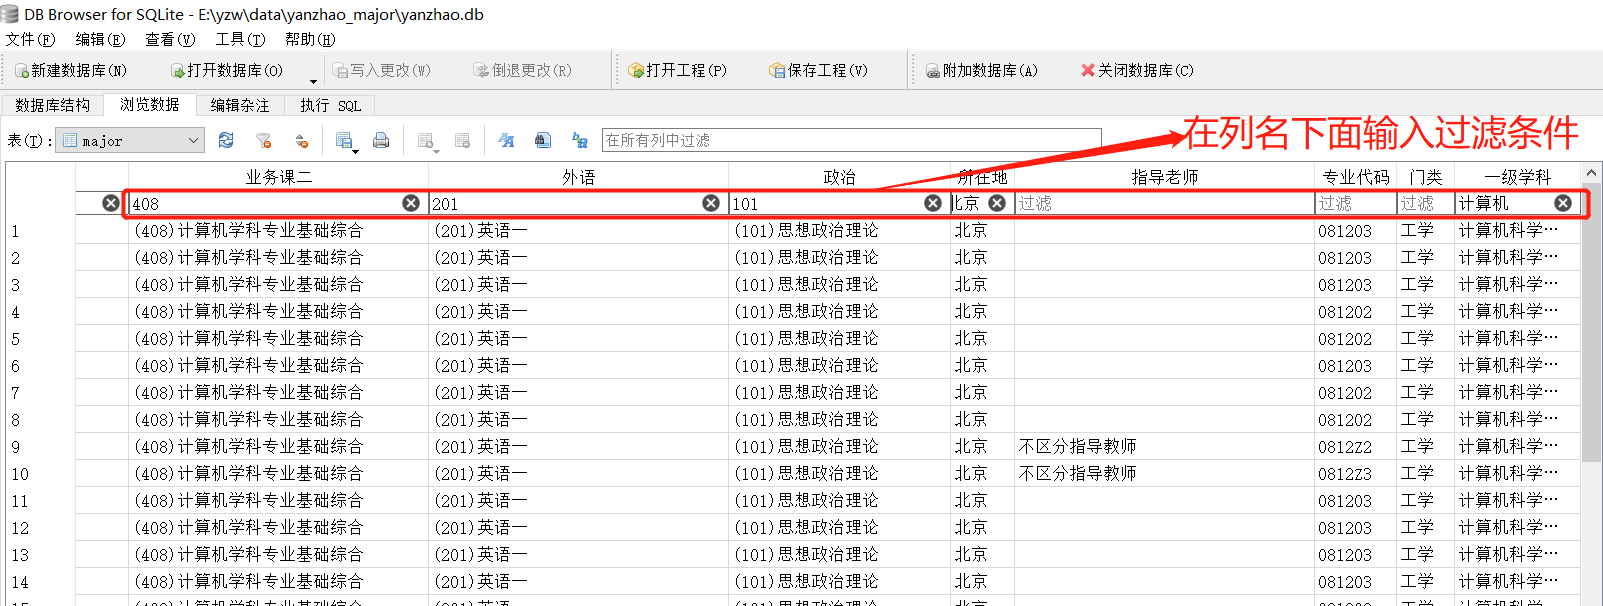 DB Browser for SQLite - E:\yzw\data\yanzhao_major\yanzhao.db
文件(F) 编辑(E) 查看(V) 工具(T) 帮助(H)
新建数据库(N) 打开数据库(O) 写入更改(W) 倒退更改(R) 打开工程(P) 保存工程(V) 附加数据库(A) 关闭数据库(C)
数据库结构 浏览数据 编辑杂注 执行 SQL
表(T): major 在所有列中过滤
在列名下面输入过滤条件
业务课二 外语 政治 所在地 指导老师 专业代码 门类 一级学科
408 201 101 北京 过滤 过滤 过滤 计算机
1 (408)计算机学科专业基础综合 (201)英语一 (101)思想政治理论 北京 081203 工学 计算机科学…
2 (408)计算机学科专业基础综合 (201)英语一 (101)思想政治理论 北京 081203 工学 计算机科学…
3 (408)计算机学科专业基础综合 (201)英语一 (101)思想政治理论 北京 081203 工学 计算机科学…
4 (408)计算机学科专业基础综合 (201)英语一 (101)思想政治理论 北京 081202 工学 计算机科学…
5 (408)计算机学科专业基础综合 (201)英语一 (101)思想政治理论 北京 081202 工学 计算机科学…
6 (408)计算机学科专业基础综合 (201)英语一 (101)思想政治理论 北京 081203 工学 计算机科学…
7 (408)计算机学科专业基础综合 (201)英语一 (101)思想政治理论 北京 081202 工学 计算机科学…
8 (408)计算机学科专业基础综合 (201)英语一 (101)思想政治理论 北京 081202 工学 计算机科学…
9 (408)计算机学科专业基础综合 (201)英语一 (101)思想政治理论 北京 不区分指导教师 0812Z2 工学 计算机科学…
10 (408)计算机学科专业基础综合 (201)英语一 (101)思想政治理论 北京 不区分指导教师 0812Z3 工学 计算机科学…
11 (408)计算机学科专业基础综合 (201)英语一 (101)思想政治理论 北京 081203 工学 计算机科学…
12 (408)计算机学科专业基础综合 (201)英语一 (101)思想政治理论 北京 081203 工学 计算机科学…
13 (408)计算机学科专业基础综合 (201)英语一 (101)思想政治理论 北京 081203 工学 计算机科学…
14 (408)计算机学科专业基础综合 (201)英语一 (101)思想政治理论 北京 081203 工学 计算机科学…